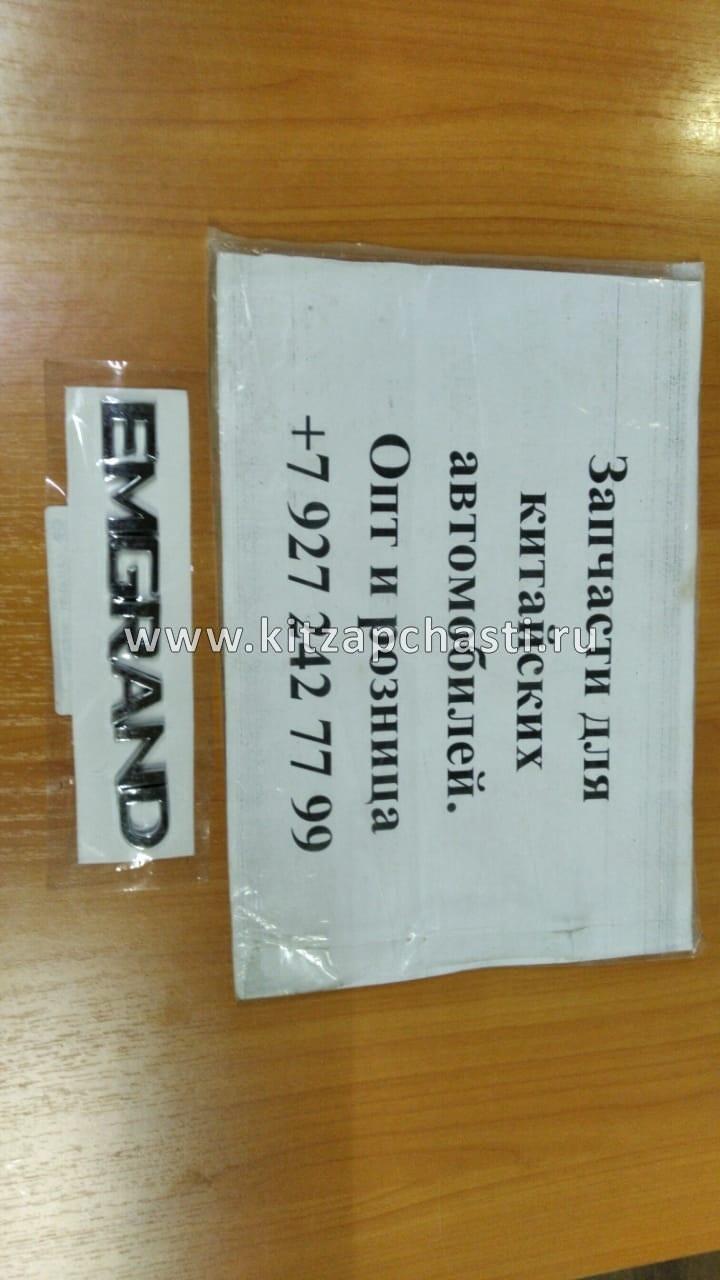 Запчасти для
китайских
автомобилей.
Опт и розница
+7 927 242 77 99
EMGRAND
www.kitzapchasti.ru